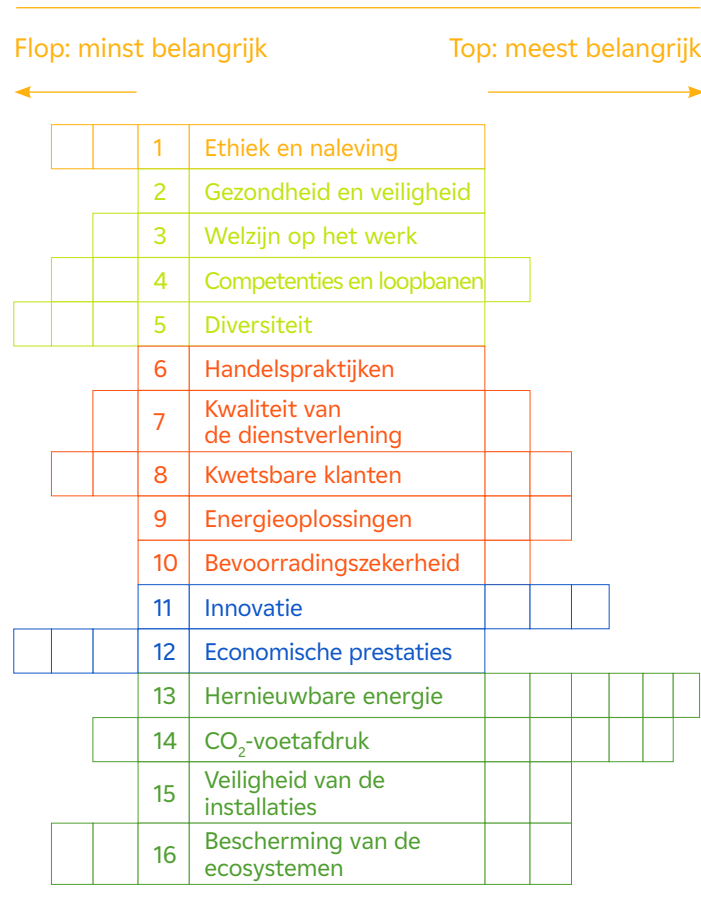 Flop: minst belangrijk
Top: meest belangrijk
1 Ethiek en naleving
2 Gezondheid en veiligheid
3 Welzijn op het werk
4 Competenties en loopbanen
5 Diversiteit
6 Handelspraktijken
7 Kwaliteit van
de dienstverlening
8 Kwetsbare klanten
9 Energieoplossingen
10 Bevoorradingszekerheid
11 Innovatie
12 Economische prestaties
13 Hernieuwbare energie
14 CO₂-voetafdruk
15 Veiligheid van de
installaties
16 Bescherming van de
ecosystemen